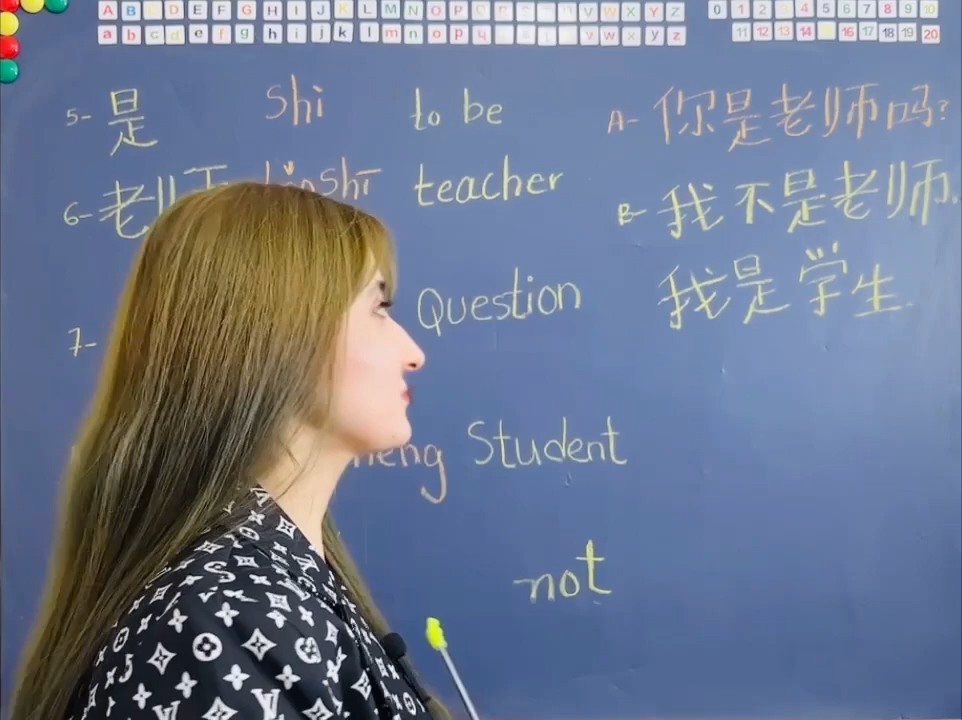 A B C D E F G H I J K L M N O P Q R S T U V W X Y Z
a b c d e f g h i j k l m n o p q r s t u v w x y z
0 1 2 3 4 5 6 7 8 9 10
11 12 13 14 15 16 17 18 19 20
5- 是 shi to be
6- 老师 teacher
7- Question
Student
not
A- 你是老师吗?
B- 我不是老师.
我是学生.